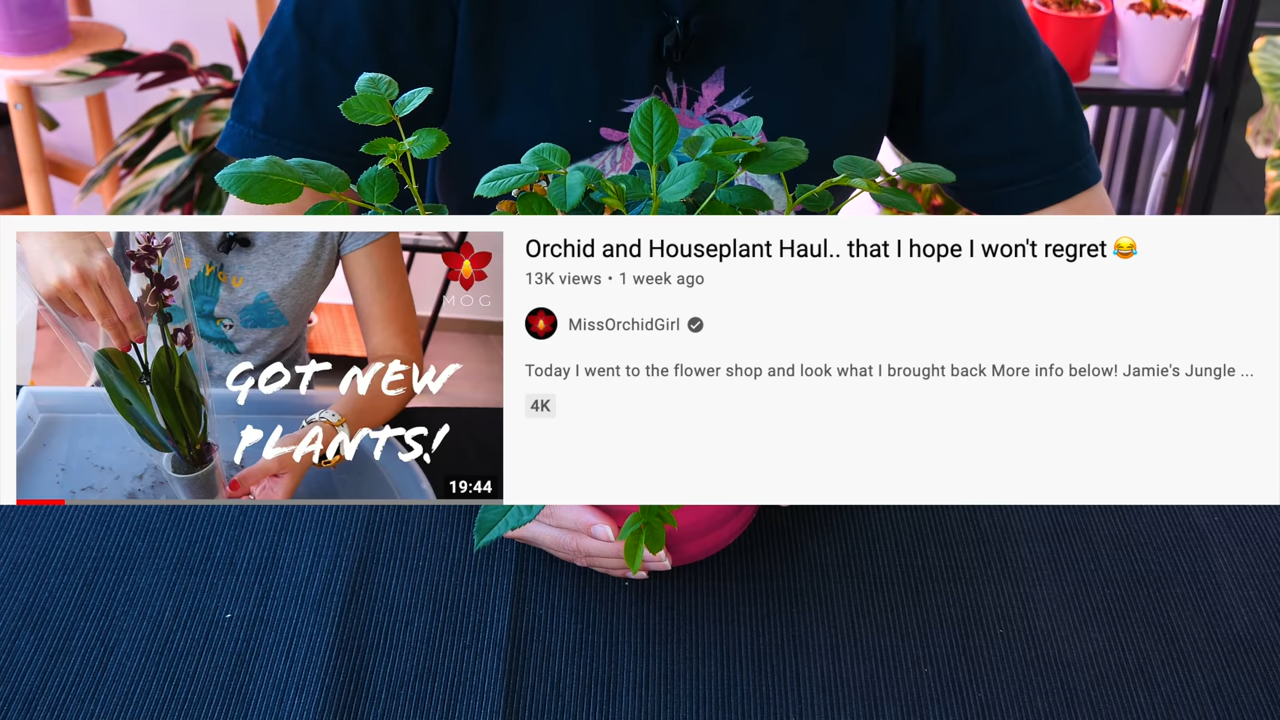 Orchid and Houseplant Haul.. that I hope I won't regret 😂
13K views • 1 week ago
MissOrchidGirl
Today I went to the flower shop and look what I brought back More info below! Jamie's Jungle ...
4K
MOG
GOT NEW
PLANTS!
19:44